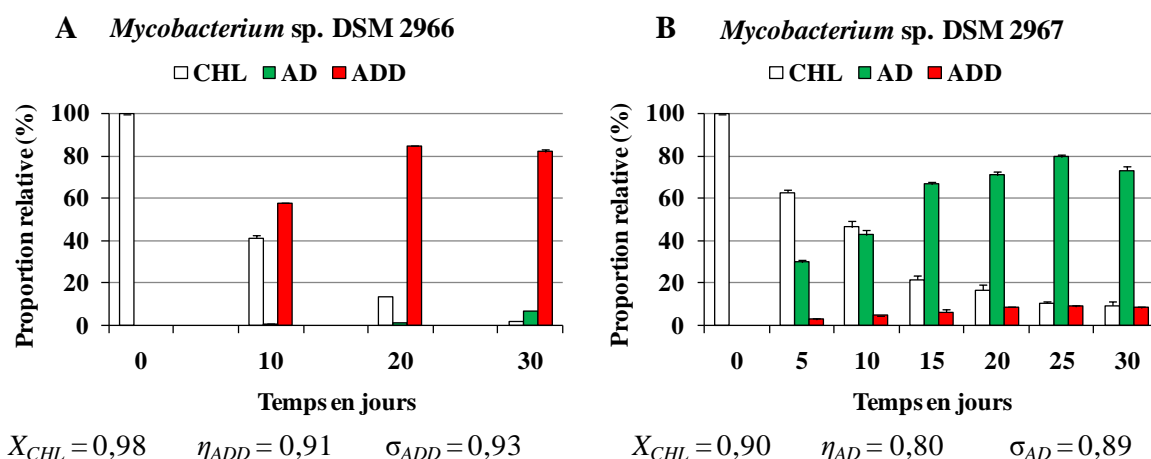 A Mycobacterium sp. DSM 2966
CHL AD ADD
Proportion relative (%)
100
80
60
40
20
0
0 10 20 30
Temps en jours
X_CHL = 0,98 η_ADD = 0,91 σ_ADD = 0,93
B Mycobacterium sp. DSM 2967
CHL AD ADD
Proportion relative (%)
100
80
60
40
20
0
0 5 10 15 20 25 30
Temps en jours
X_CHL = 0,90 η_AD = 0,80 σ_AD = 0,89